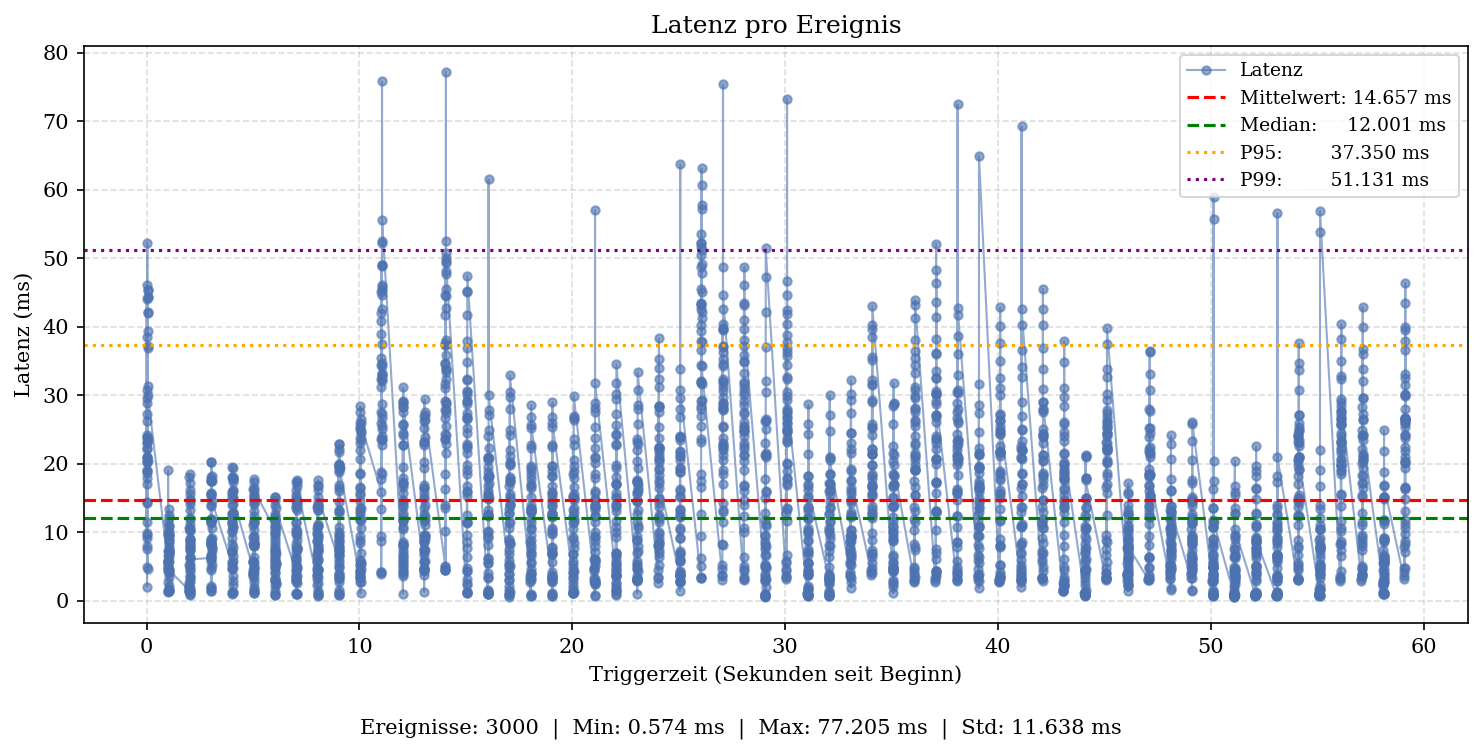 Latenz pro Ereignis
80
70
60
50
40
30
20
10
0
Latenz (ms)
Latenz
Mittelwert: 14.657 ms
Median: 12.001 ms
P95: 37.350 ms
P99: 51.131 ms
0 10 20 30 40 50 60
Triggerzeit (Sekunden seit Beginn)
Ereignisse: 3000 | Min: 0.574 ms | Max: 77.205 ms | Std: 11.638 ms